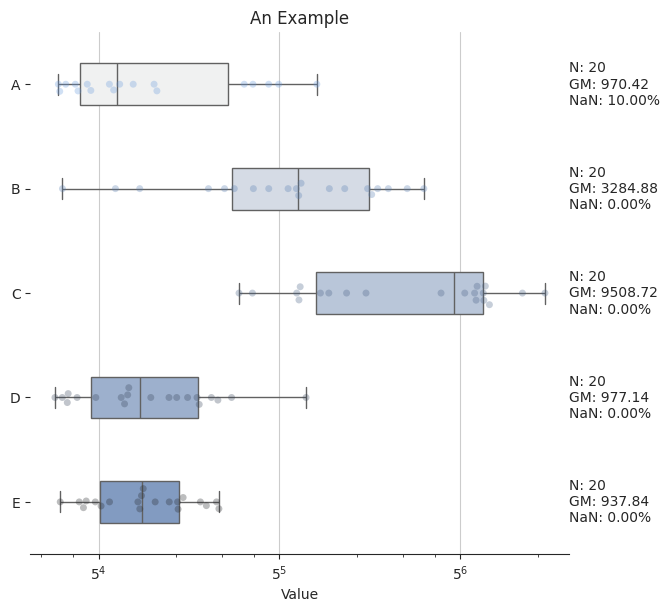 An Example
A
N: 20
GM: 970.42
NaN: 10.00%
B
N: 20
GM: 3284.88
NaN: 0.00%
C
N: 20
GM: 9508.72
NaN: 0.00%
D
N: 20
GM: 977.14
NaN: 0.00%
E
N: 20
GM: 937.84
NaN: 0.00%
5⁴ 5⁵ 5⁶
Value